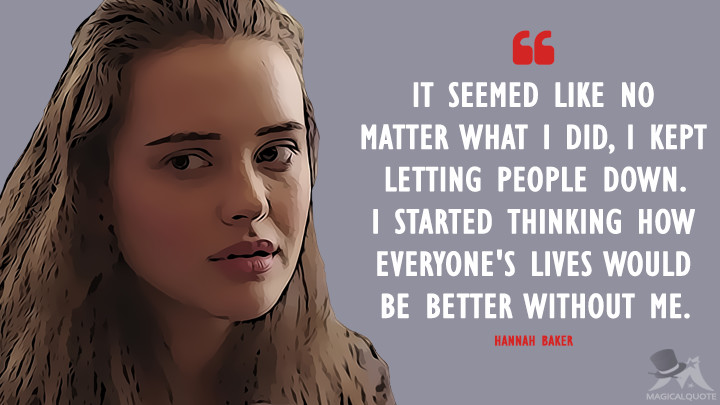 ❝
IT SEEMED LIKE NO
MATTER WHAT I DID, I KEPT
LETTING PEOPLE DOWN.
I STARTED THINKING HOW
EVERYONE'S LIVES WOULD
BE BETTER WITHOUT ME.
HANNAH BAKER
MAGICALQUOTE